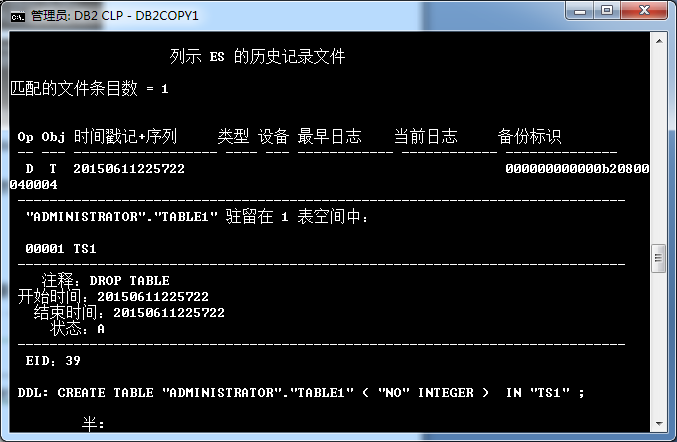 管理员: DB2 CLP - DB2COPY1
列示 ES 的历史记录文件
匹配的文件条目数 = 1
Op Obj 时间戳记+序列 类型 设备 最早日志 当前日志 备份标识
-- --- ------------------ ---- --- ------------ ------------ --------------
D T 20150611225722 000000000000b20800
040004
----------------------------------------------------------------------------
"ADMINISTRATOR"."TABLE1" 驻留在 1 表空间中:
00001 TS1
----------------------------------------------------------------------------
注释: DROP TABLE
开始时间: 20150611225722
结束时间: 20150611225722
状态: A
----------------------------------------------------------------------------
EID: 39
DDL: CREATE TABLE "ADMINISTRATOR"."TABLE1" ( "NO" INTEGER ) IN "TS1" ;
半: